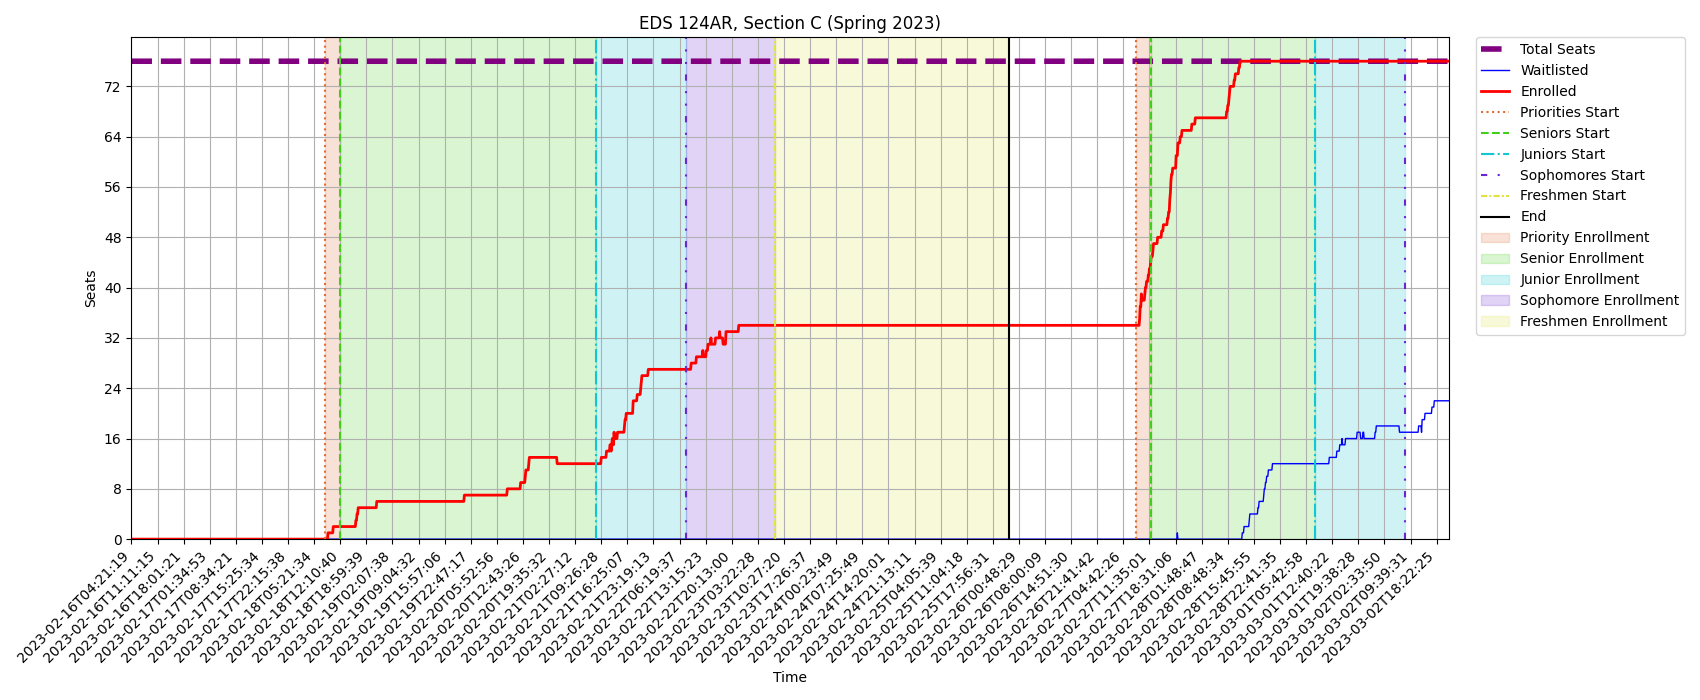 EDS 124AR, Section C (Spring 2023)
Total Seats
Waitlisted
Enrolled
Priorities Start
Seniors Start
Juniors Start
Sophomores Start
Freshmen Start
End
Priority Enrollment
Senior Enrollment
Junior Enrollment
Sophomore Enrollment
Freshmen Enrollment
Seats
72
64
56
48
40
32
24
16
8
0
2023-02-16T04:21:19
2023-02-16T11:11:15
2023-02-16T18:01:21
2023-02-17T01:34:53
2023-02-17T08:34:21
2023-02-17T15:25:34
2023-02-17T22:15:38
2023-02-18T05:21:34
2023-02-18T12:10:40
2023-02-18T18:59:39
2023-02-19T02:07:38
2023-02-19T09:04:32
2023-02-19T15:57:06
2023-02-19T22:47:17
2023-02-20T05:52:56
2023-02-20T12:43:26
2023-02-20T19:35:32
2023-02-21T02:27:12
2023-02-21T09:26:28
2023-02-21T16:25:07
2023-02-21T23:19:13
2023-02-22T06:19:37
2023-02-22T13:15:23
2023-02-22T20:13:00
2023-02-23T03:22:28
2023-02-23T10:27:20
2023-02-23T17:26:37
2023-02-24T00:23:49
2023-02-24T07:25:49
2023-02-24T14:20:01
2023-02-24T21:13:11
2023-02-25T04:05:39
2023-02-25T11:04:18
2023-02-25T17:56:31
2023-02-26T00:48:29
2023-02-26T08:00:09
2023-02-26T14:51:30
2023-02-26T21:41:42
2023-02-27T04:42:26
2023-02-27T11:35:01
2023-02-27T18:31:06
2023-02-28T01:48:47
2023-02-28T08:48:34
2023-02-28T15:45:55
2023-02-28T22:41:35
2023-03-01T05:42:58
2023-03-01T12:40:22
2023-03-01T19:38:28
2023-03-02T02:33:50
2023-03-02T09:39:31
2023-03-02T18:22:25
Time